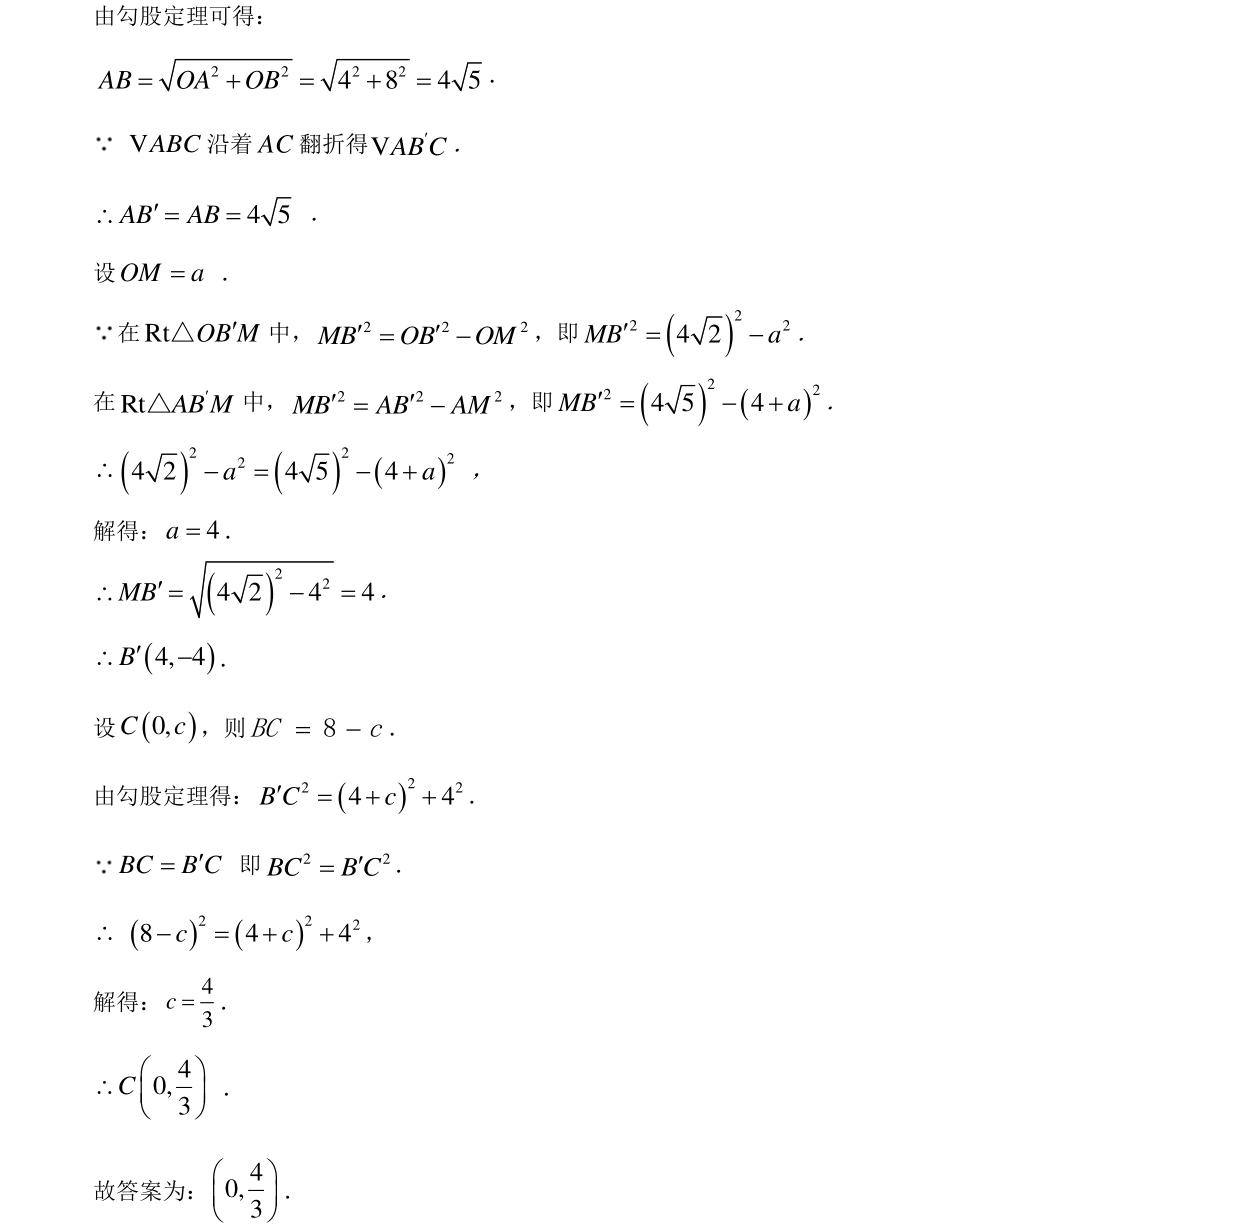 由勾股定理可得：
AB = √(OA² + OB²) = √(4² + 8²) = 4√5．
∵ VABC 沿着 AC 翻折得 VAB′C．
∴ AB′ = AB = 4√5 ．
设 OM = a ．
∵在 Rt△OB′M 中，MB′² = OB′² − OM²，即 MB′² = (4√2)² − a²．
在 Rt△AB′M 中，MB′² = AB′² − AM²，即 MB′² = (4√5)² − (4 + a)²．
∴ (4√2)² − a² = (4√5)² − (4 + a)² ，
解得：a = 4．
∴ MB′ = √((4√2)² − 4²) = 4．
∴ B′(4, −4)．
设 C(0, c)，则 BC = 8 − c．
由勾股定理得：B′C² = (4 + c)² + 4²．
∵ BC = B′C 即 BC² = B′C²．
∴ (8 − c)² = (4 + c)² + 4²，
解得：c = 4/3．
∴ C(0, 4/3) ．
故答案为：(0, 4/3)．